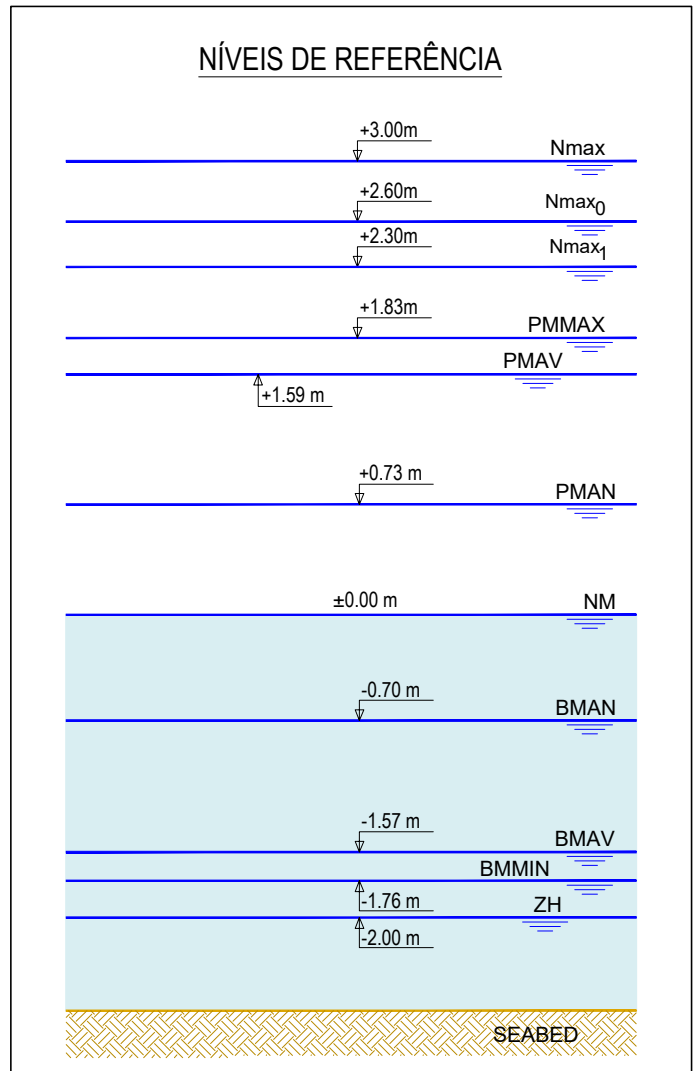 NÍVEIS DE REFERÊNCIA
+3.00m
Nmax
+2.60m
Nmax0
+2.30m
Nmax1
+1.83m
PMMAX
PMAV
+1.59 m
+0.73 m
PMAN
±0.00 m
NM
-0.70 m
BMAN
-1.57 m
BMAV
BMMIN
-1.76 m
ZH
-2.00 m
SEABED